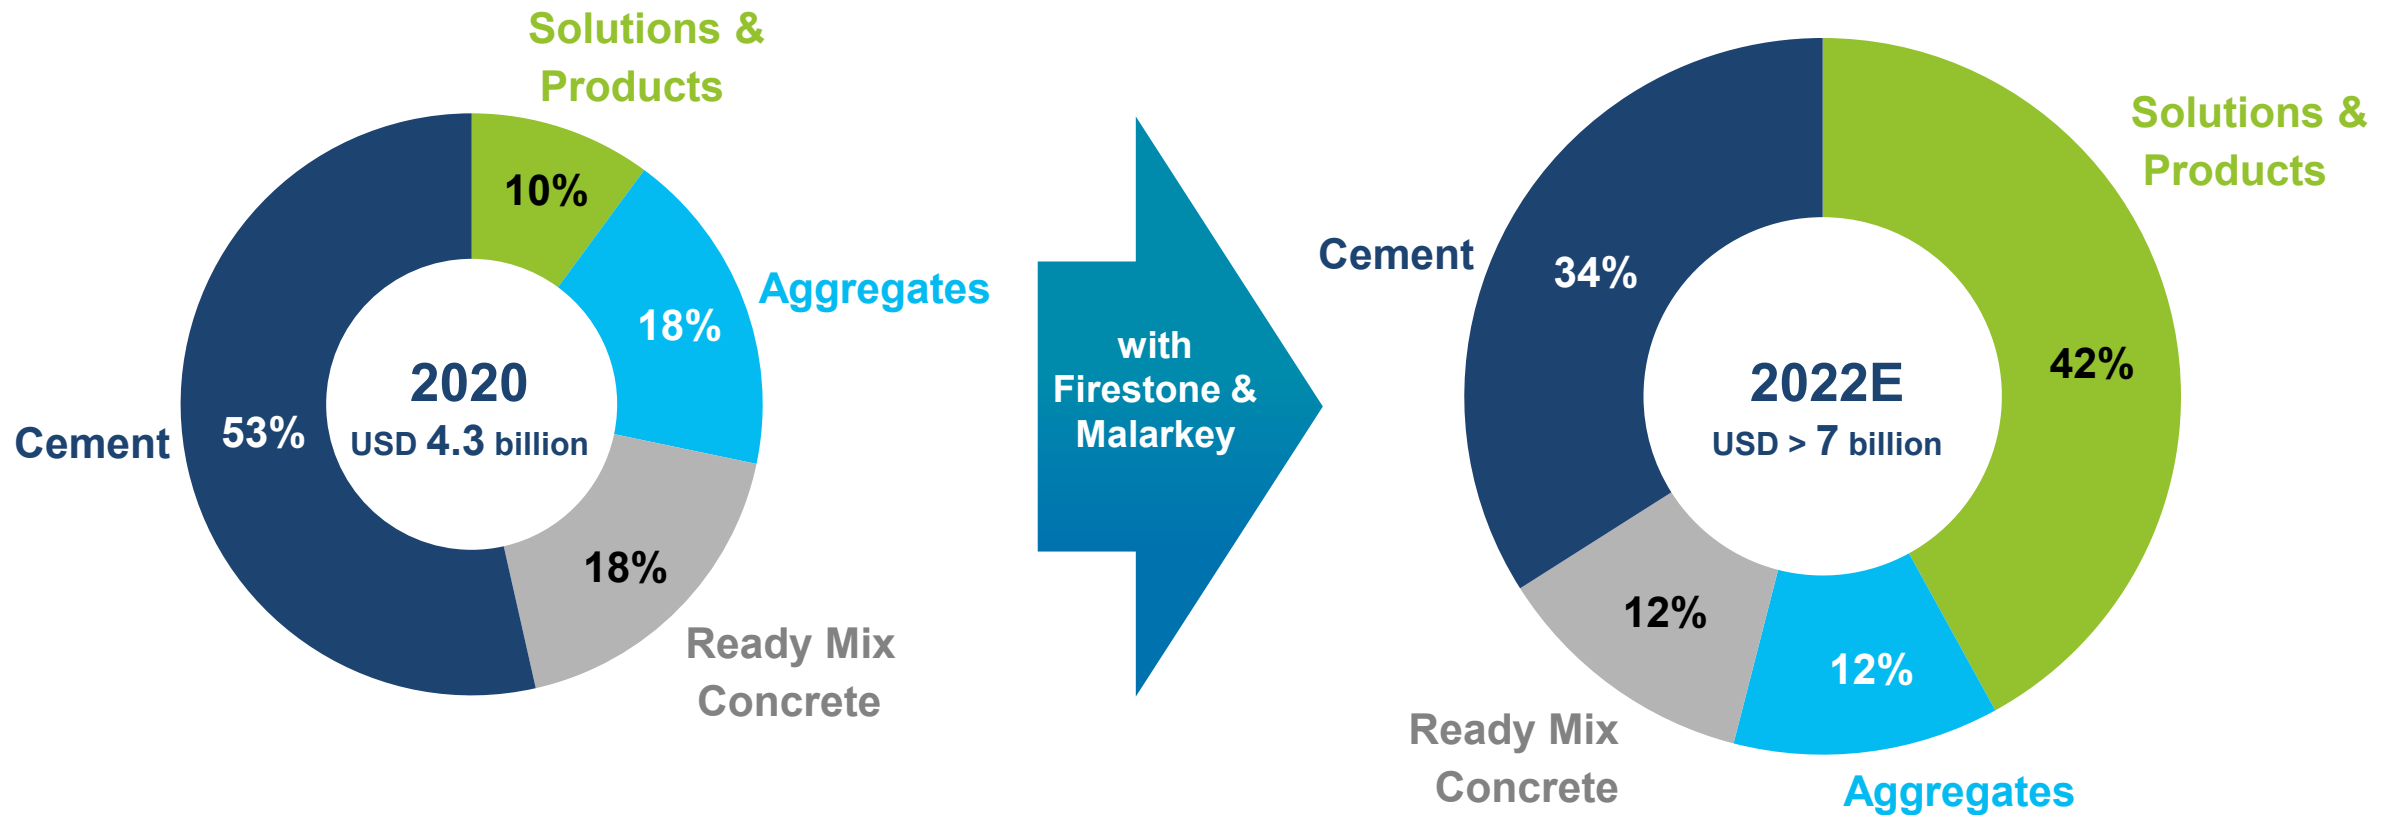 Solutions &
Products
10%
Aggregates
18%
2020
USD 4.3 billion
53%
Cement
18%
Ready Mix
Concrete
with
Firestone &
Malarkey
Solutions &
Products
Cement
34%
42%
2022E
USD > 7 billion
12%
12%
Ready Mix
Concrete
Aggregates